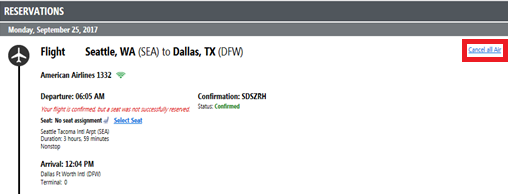 RESERVATIONS
Monday, September 25, 2017
Flight Seattle, WA (SEA) to Dallas, TX (DFW)
Cancel all Air
American Airlines 1332
Departure: 06:05 AM
Confirmation: SDSZRH
Your flight is confirmed, but a seat was not successfully reserved.
Status: Confirmed
Seat: No seat assignment Select Seat
Seattle Tacoma Intl Arpt (SEA)
Duration: 3 hours, 59 minutes
Nonstop
Arrival: 12:04 PM
Dallas Ft Worth Intl (DFW)
Terminal: 0